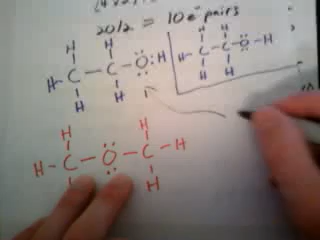 20/2 = 10 e⁻ pairs
H H
H - C - C - Ö : H
H H
H H
H - C - C - Ö - H
H H
H H
H - C - Ö - C - H
H